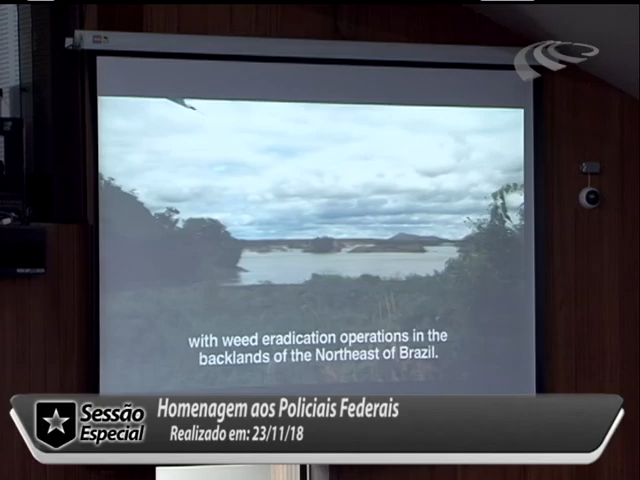 with weed eradication operations in the
backlands of the Northeast of Brazil.
Sessão
Especial
Homenagem aos Policiais Federais
Realizado em: 23/11/18